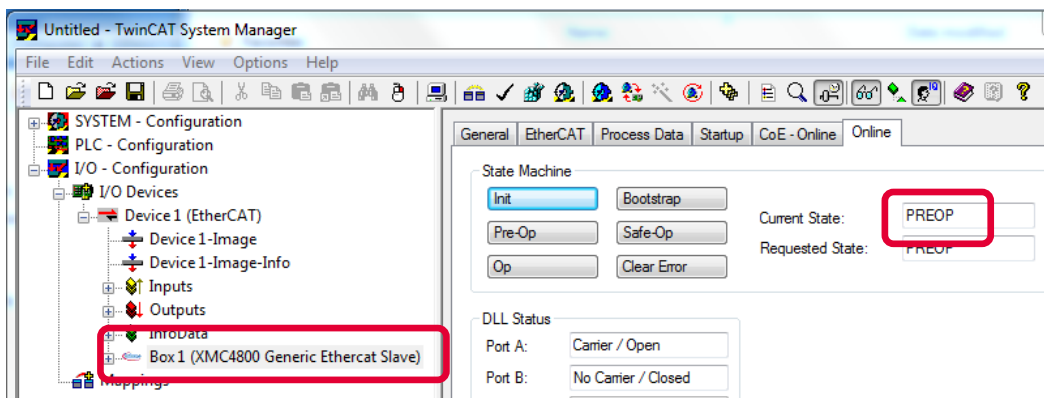 Untitled - TwinCAT System Manager
File Edit Actions View Options Help
SYSTEM - Configuration
PLC - Configuration
I/O - Configuration
I/O Devices
Device 1 (EtherCAT)
Device 1-Image
Device 1-Image-Info
Inputs
Outputs
InfoData
Box 1 (XMC4800 Generic Ethercat Slave)
Mappings
General EtherCAT Process Data Startup CoE - Online Online
State Machine
Init Bootstrap
Pre-Op Safe-Op
Op Clear Error
Current State: PREOP
Requested State: PREOP
DLL Status
Port A: Carrier / Open
Port B: No Carrier / Closed